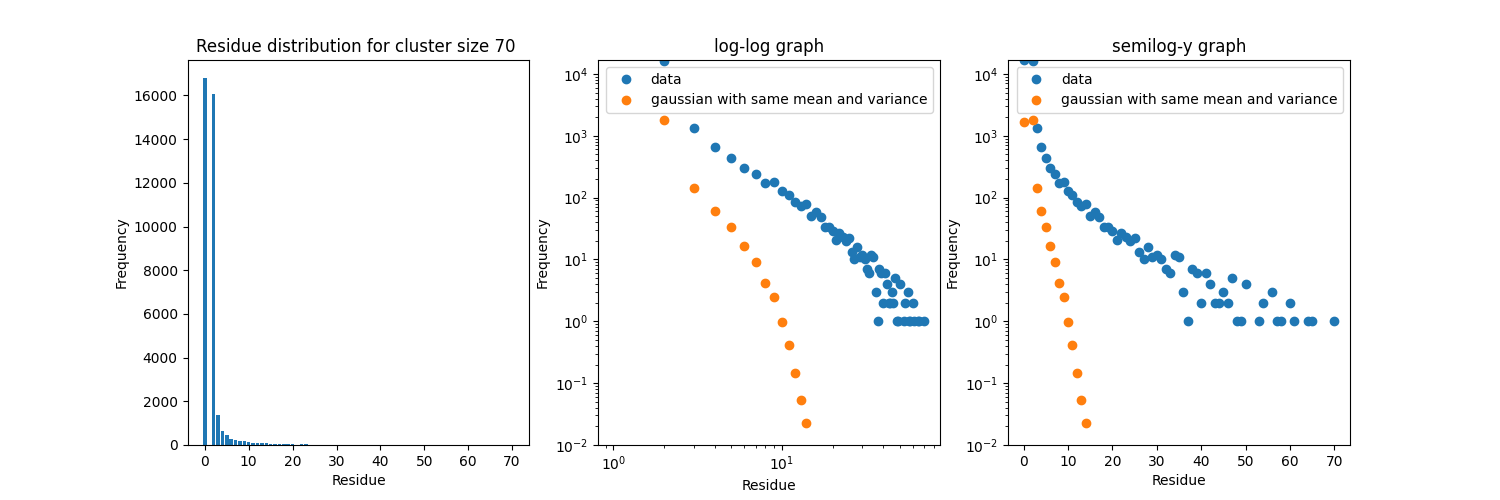 Residue distribution for cluster size 70
Frequency
16000
14000
12000
10000
8000
6000
4000
2000
0
0 10 20 30 40 50 60 70
Residue
log-log graph
data
gaussian with same mean and variance
Frequency
10^4
10^3
10^2
10^1
10^0
10^-1
10^-2
10^0 10^1
Residue
semilog-y graph
data
gaussian with same mean and variance
Frequency
10^4
10^3
10^2
10^1
10^0
10^-1
10^-2
0 10 20 30 40 50 60 70
Residue